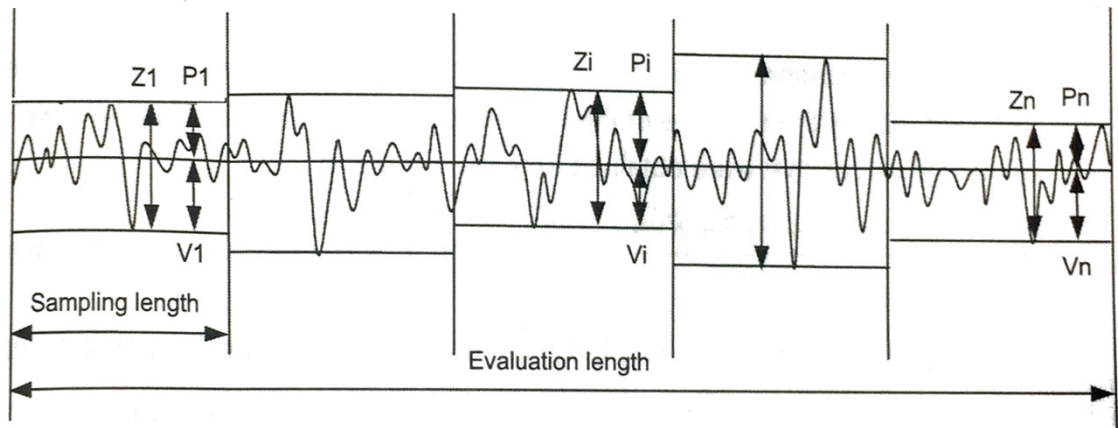 Z1 P1
Zi Pi
Zn Pn
V1
Vi
Vn
Sampling length
Evaluation length